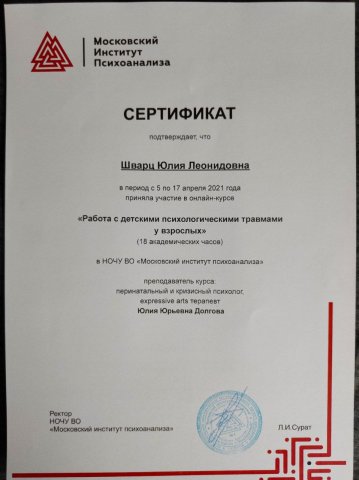 Московский
Институт
Психоанализа
СЕРТИФИКАТ
подтверждает, что
Шварц Юлия Леонидовна
в период с 5 по 17 апреля 2021 года
приняла участие в онлайн-курсе
«Работа с детскими психологическими травмами
у взрослых»
(18 академических часов)
в НОЧУ ВО «Московский институт психоанализа»
преподаватель курса:
перинатальный и кризисный психолог,
expressive arts терапевт
Юлия Юрьевна Долгова
Ректор
НОЧУ ВО
«Московский институт психоанализа»
Л.И.Сурат